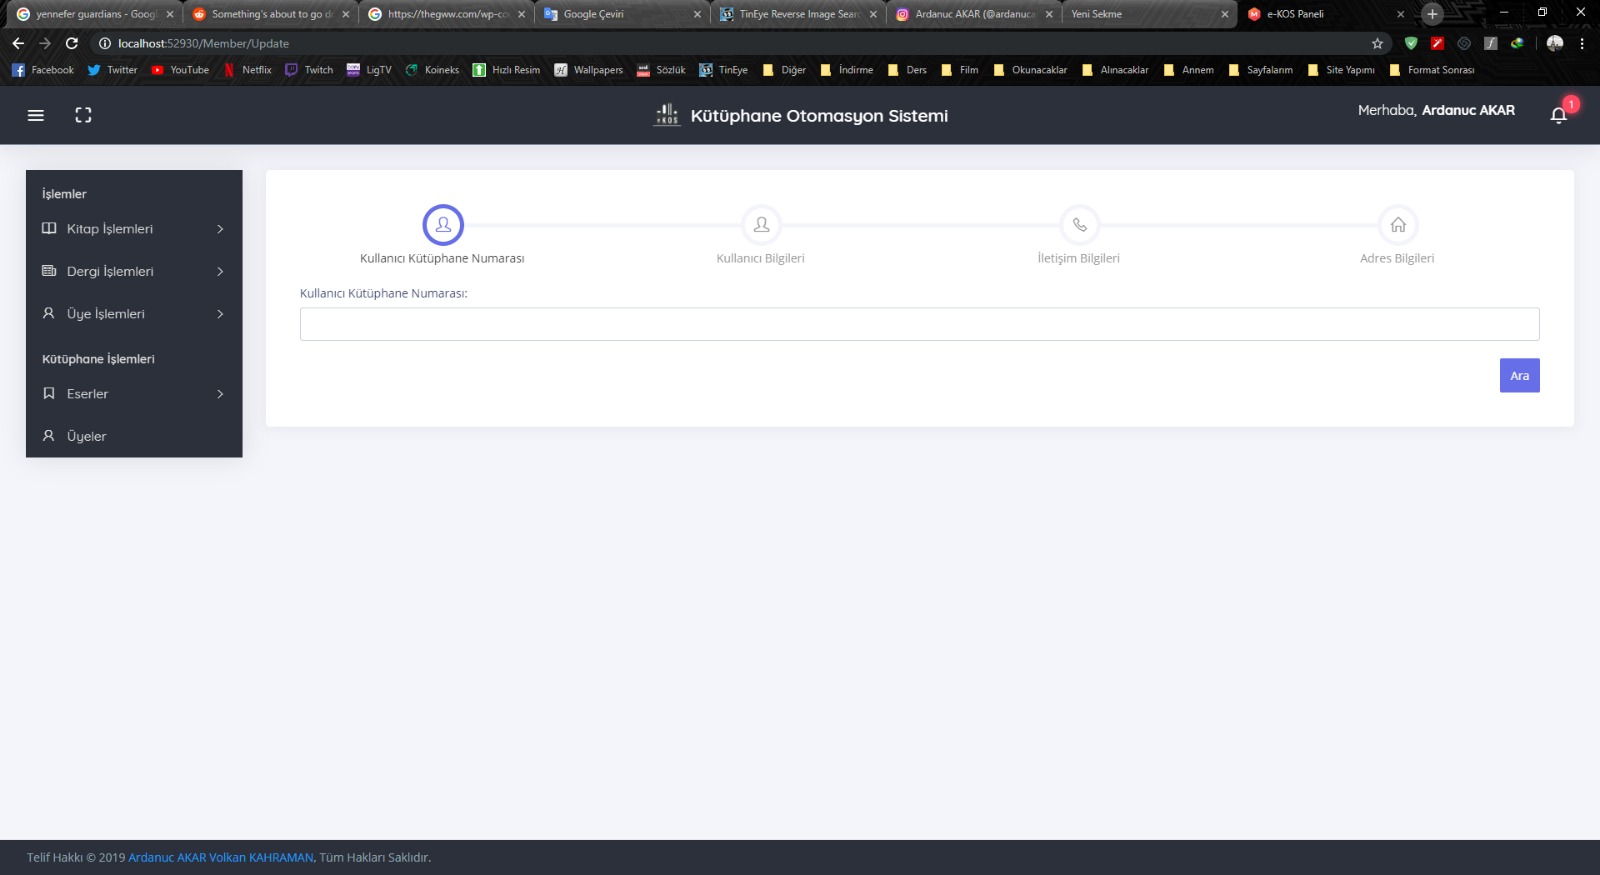 yennefer guardians - Googl
Something's about to go d
https://thegww.com/wp-co
Google Çeviri
TinEye Reverse Image Sear
Ardanuc AKAR (@ardanuca
Yeni Sekme
e-KOS Paneli
localhost:52930/Member/Update
Facebook
Twitter
YouTube
Netflix
Twitch
LigTV
Koineks
Hızlı Resim
Wallpapers
Sözlük
TinEye
Diğer
İndirme
Ders
Film
Okunacaklar
Alınacaklar
Annem
Sayfalarım
Site Yapımı
Format Sonrası
e KOS
Kütüphane Otomasyon Sistemi
Merhaba, Ardanuc AKAR
1
İşlemler
Kitap İşlemleri
Dergi İşlemleri
Üye İşlemleri
Kütüphane İşlemleri
Eserler
Üyeler
Kullanıcı Kütüphane Numarası
Kullanıcı Bilgileri
İletişim Bilgileri
Adres Bilgileri
Kullanıcı Kütüphane Numarası:
Ara
Telif Hakkı © 2019 Ardanuc AKAR Volkan KAHRAMAN, Tüm Hakları Saklıdır.